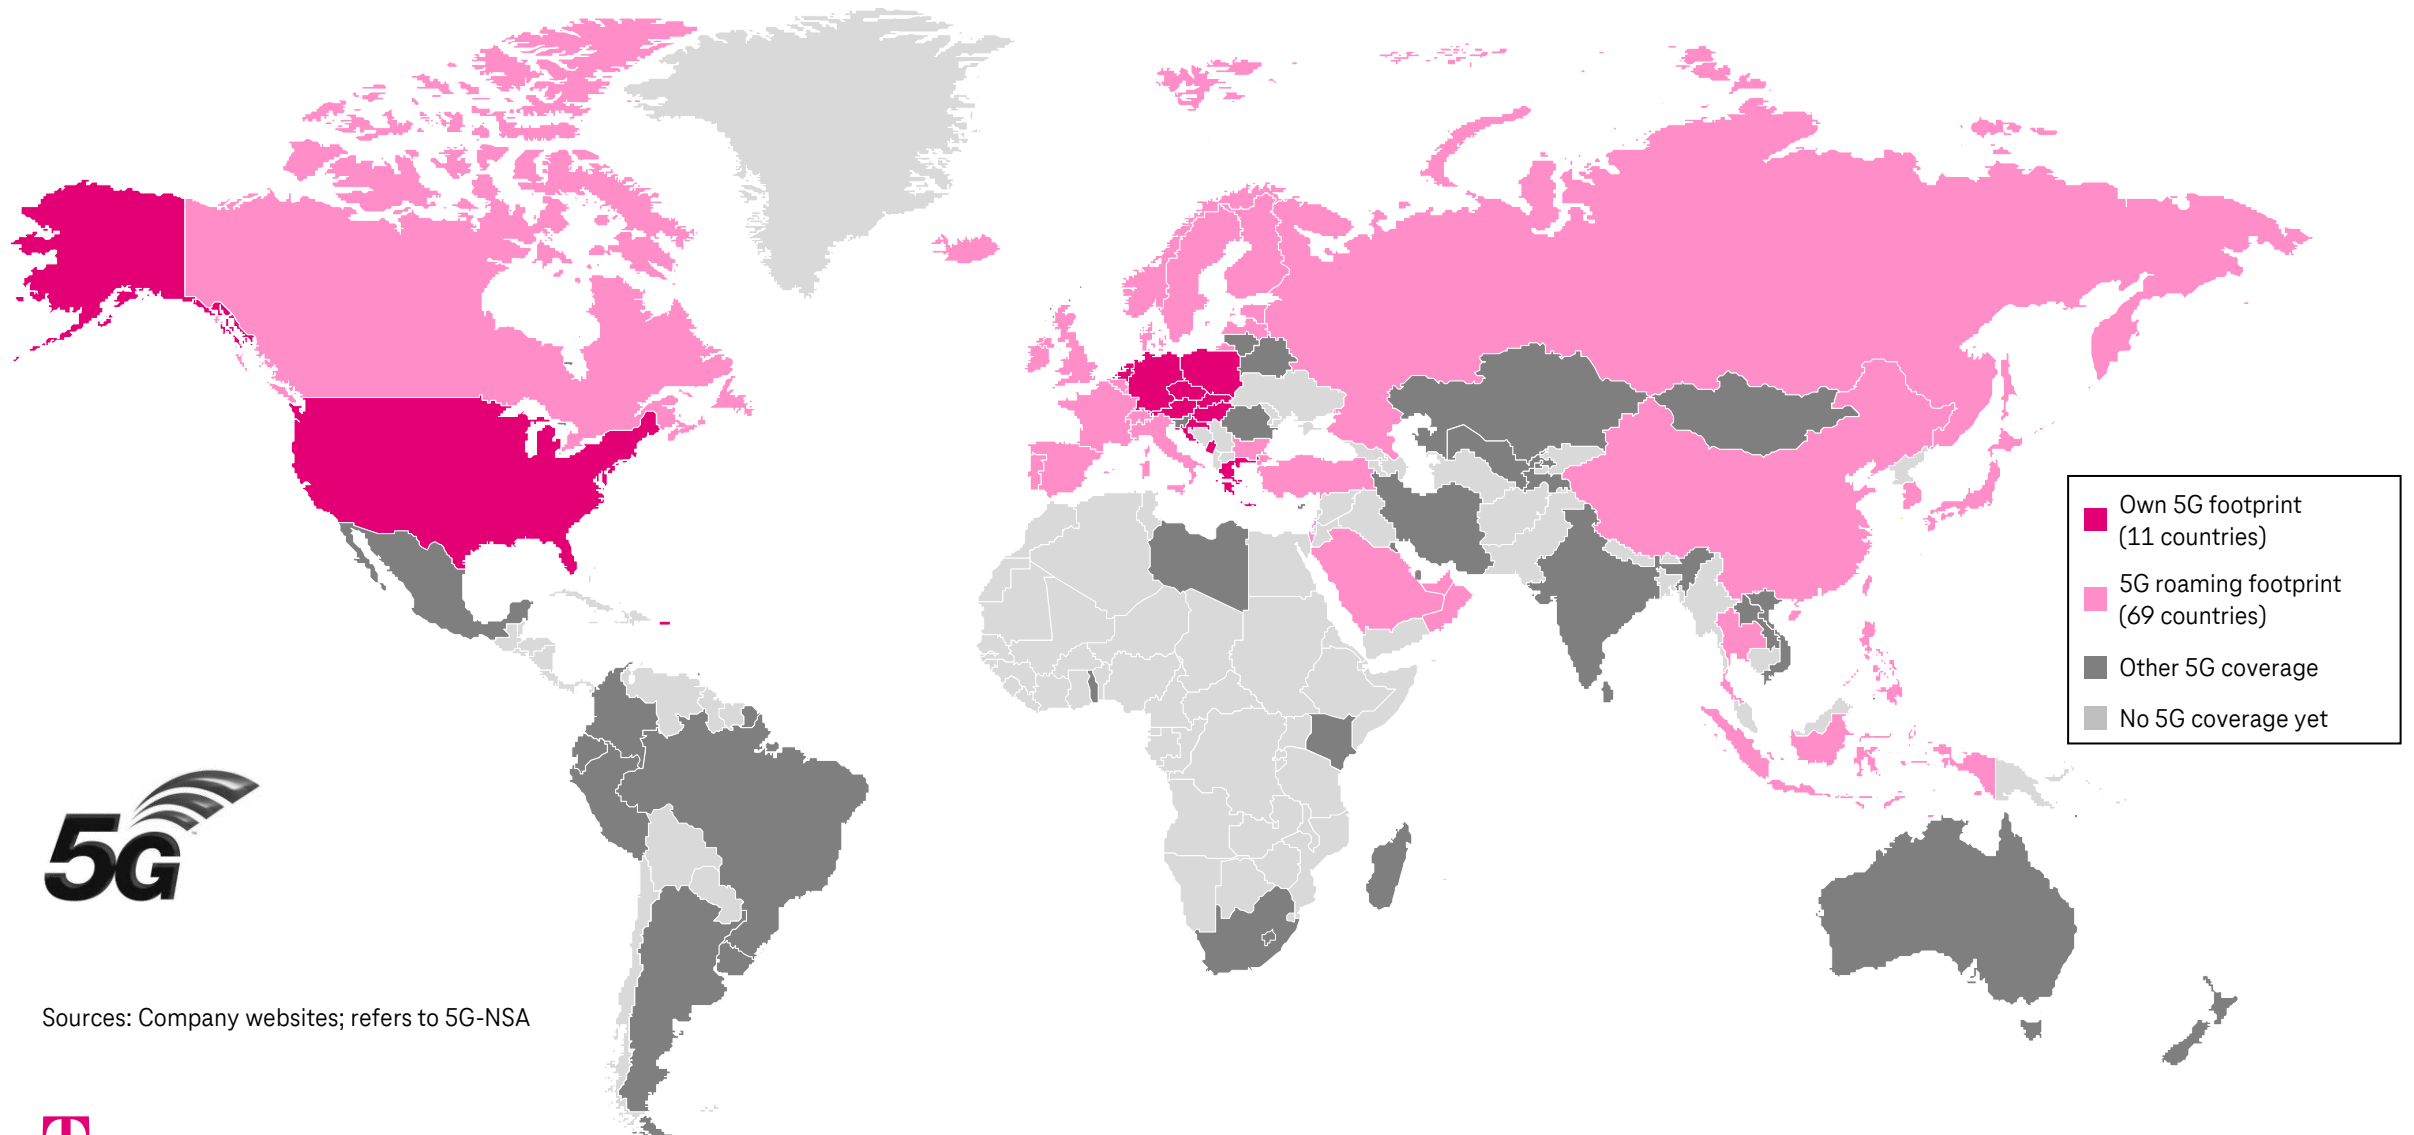 Own 5G footprint
(11 countries)
5G roaming footprint
(69 countries)
Other 5G coverage
No 5G coverage yet
5G
Sources: Company websites; refers to 5G-NSA
T